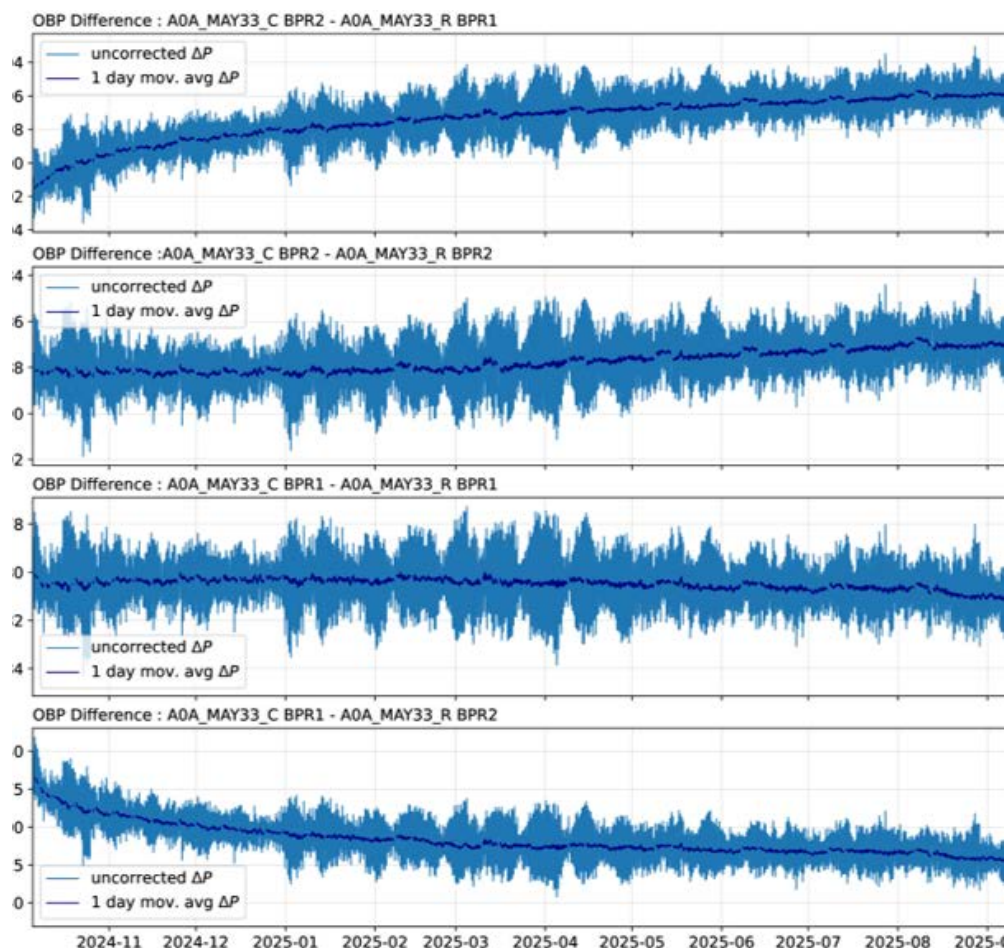 OBP Difference : A0A_MAY33_C BPR2 - A0A_MAY33_R BPR1
uncorrected ΔP
1 day mov. avg ΔP
OBP Difference :A0A_MAY33_C BPR2 - A0A_MAY33_R BPR2
uncorrected ΔP
1 day mov. avg ΔP
OBP Difference : A0A_MAY33_C BPR1 - A0A_MAY33_R BPR1
uncorrected ΔP
1 day mov. avg ΔP
OBP Difference : A0A_MAY33_C BPR1 - A0A_MAY33_R BPR2
uncorrected ΔP
1 day mov. avg ΔP
2024-11 2024-12 2025-01 2025-02 2025-03 2025-04 2025-05 2025-06 2025-07 2025-08